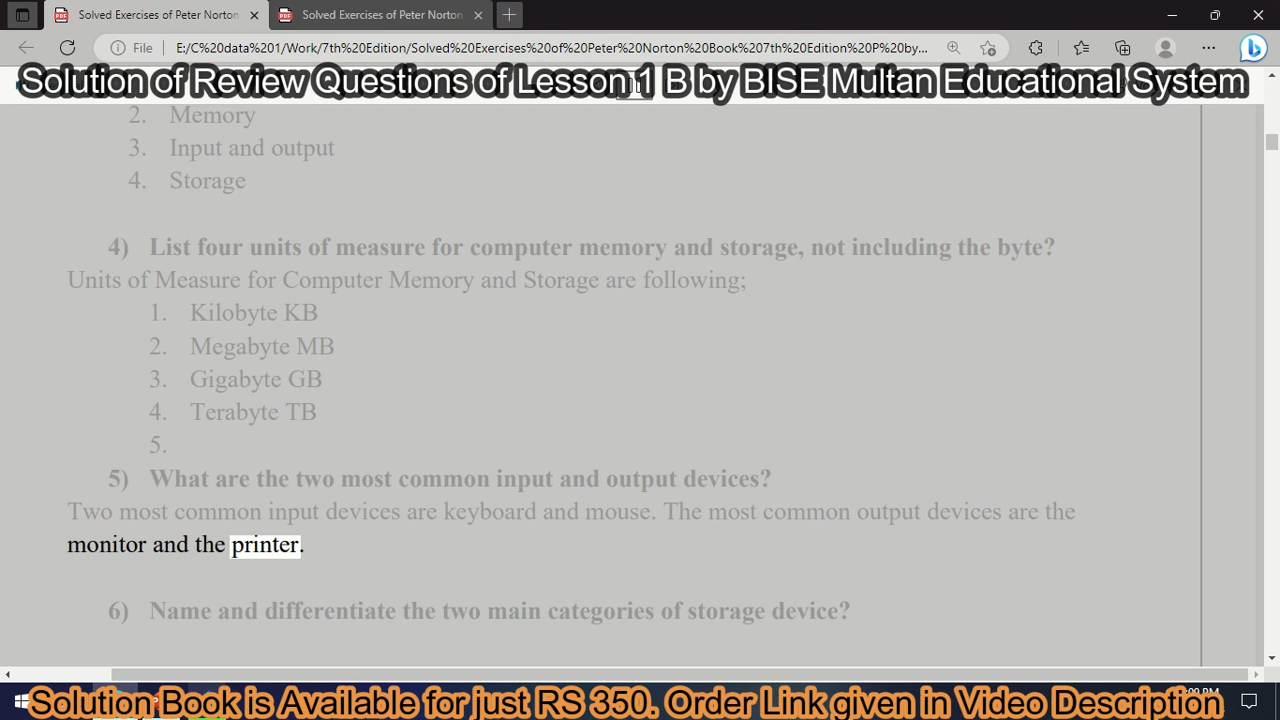 Solved Exercises of Peter Norton
Solved Exercises of Peter Norton
File E:/C%20data%201/Work/7th%20Edition/Solved%20Exercises%20of%20Peter%20Norton%20Book%207th%20Edition%20P%20by...
Solution of Review Questions of Lesson 1 B by BISE Multan Educational System
2. Memory
3. Input and output
4. Storage
4) List four units of measure for computer memory and storage, not including the byte?
Units of Measure for Computer Memory and Storage are following;
1. Kilobyte KB
2. Megabyte MB
3. Gigabyte GB
4. Terabyte TB
5.
5) What are the two most common input and output devices?
Two most common input devices are keyboard and mouse. The most common output devices are the
monitor and the printer.
6) Name and differentiate the two main categories of storage device?
Solution Book is Available for just RS 350. Order Link given in Video Description